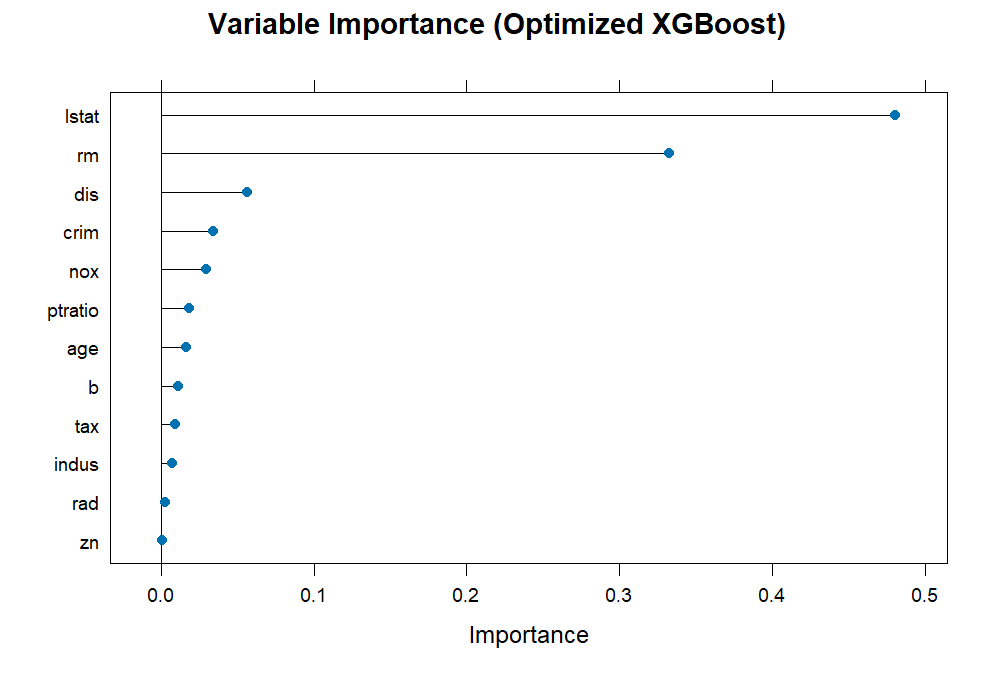 Variable Importance (Optimized XGBoost)
lstat
rm
dis
crim
nox
ptratio
age
b
tax
indus
rad
zn
0.0 0.1 0.2 0.3 0.4 0.5
Importance